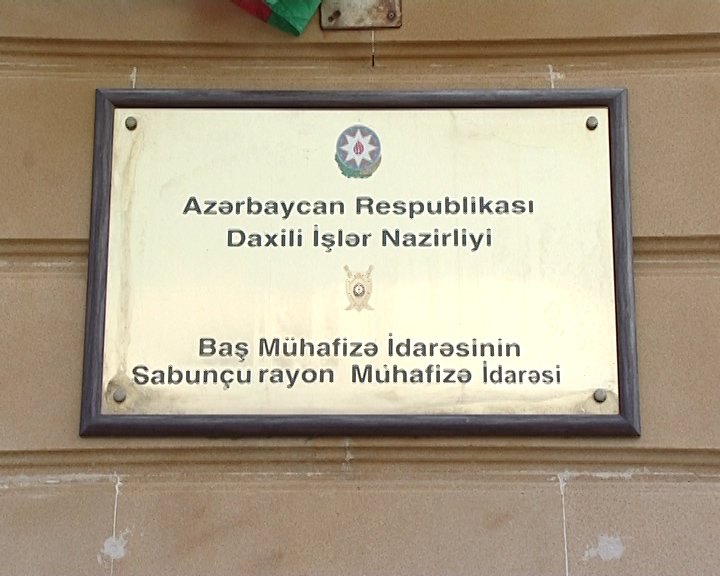 Azərbaycan Respublikası
Daxili İşlər Nazirliyi
Baş Mühafizə İdarəsinin
Sabunçu rayon Mühafizə İdarəsi